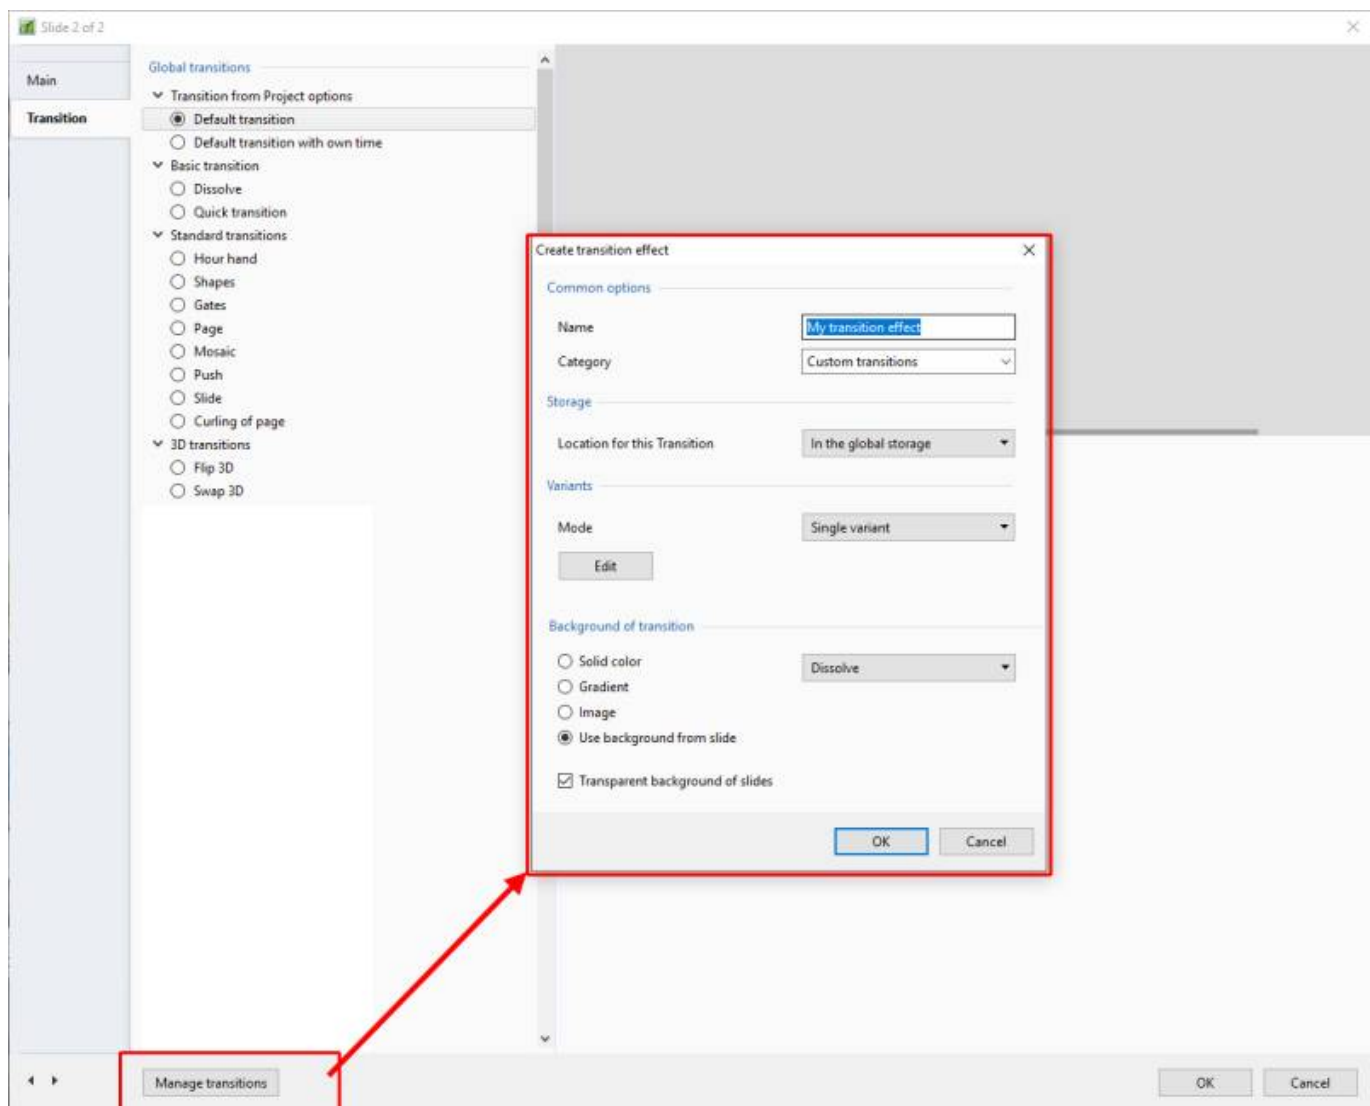 Slide 2 of 2
Main
Transition
Global transitions
Transition from Project options
Default transition
Default transition with own time
Basic transition
Dissolve
Quick transition
Standard transitions
Hour hand
Shapes
Gates
Page
Mosaic
Push
Slide
Curling of page
3D transitions
Flip 3D
Swap 3D
Create transition effect
Common options
Name My transition effect
Category Custom transitions
Storage
Location for this Transition In the global storage
Variants
Mode Single variant
Edit
Background of transition
Solid color Dissolve
Gradient
Image
Use background from slide
Transparent background of slides
OK Cancel
Manage transitions OK Cancel